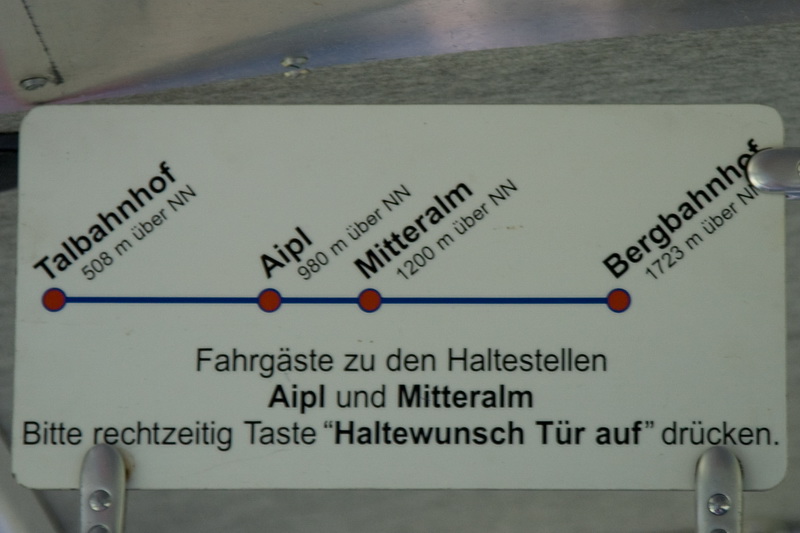 Talbahnhof
508 m über NN
Aipl
980 m über NN
Mitteralm
1200 m über NN
Bergbahnhof
1723 m über NN
Fahrgäste zu den Haltestellen
Aipl und Mitteralm
Bitte rechtzeitig Taste “Haltewunsch Tür auf” drücken.